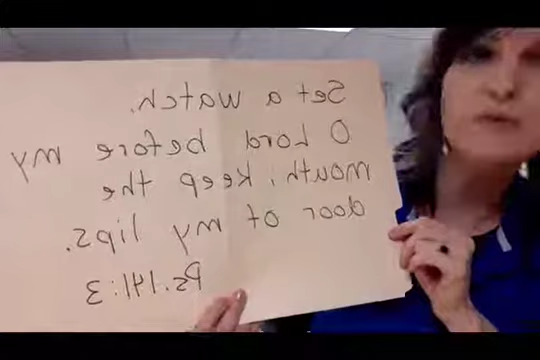 Set a watch,
O Lord before my
mouth, keep the
door of my lips.
Ps. 141:3